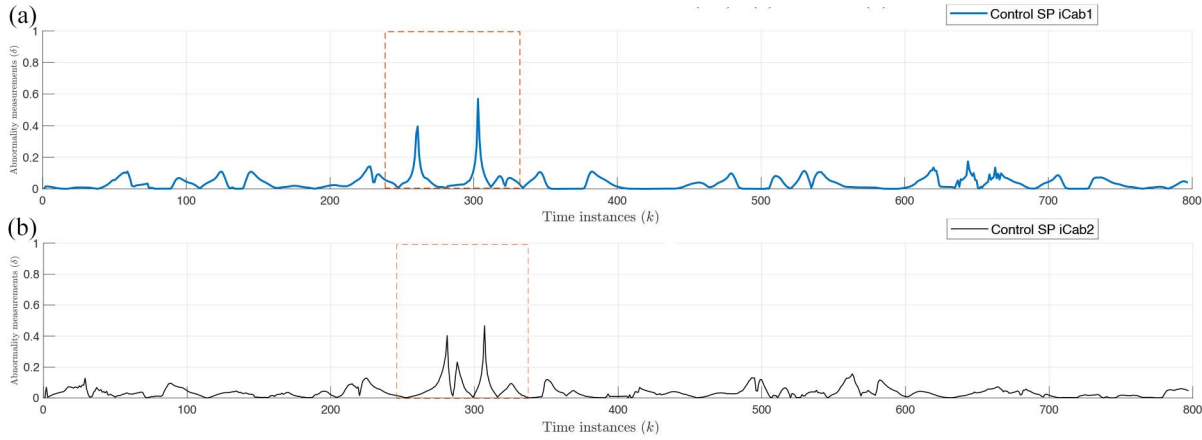 (a)
Control SP iCab1
Abnormality measurements (δ)
1
0.8
0.6
0.4
0.2
0
0 100 200 300 400 500 600 700 800
Time instances (k)
(b)
Control SP iCab2
Abnormality measurements (δ)
1
0.8
0.6
0.4
0.2
0
0 100 200 300 400 500 600 700 800
Time instances (k)